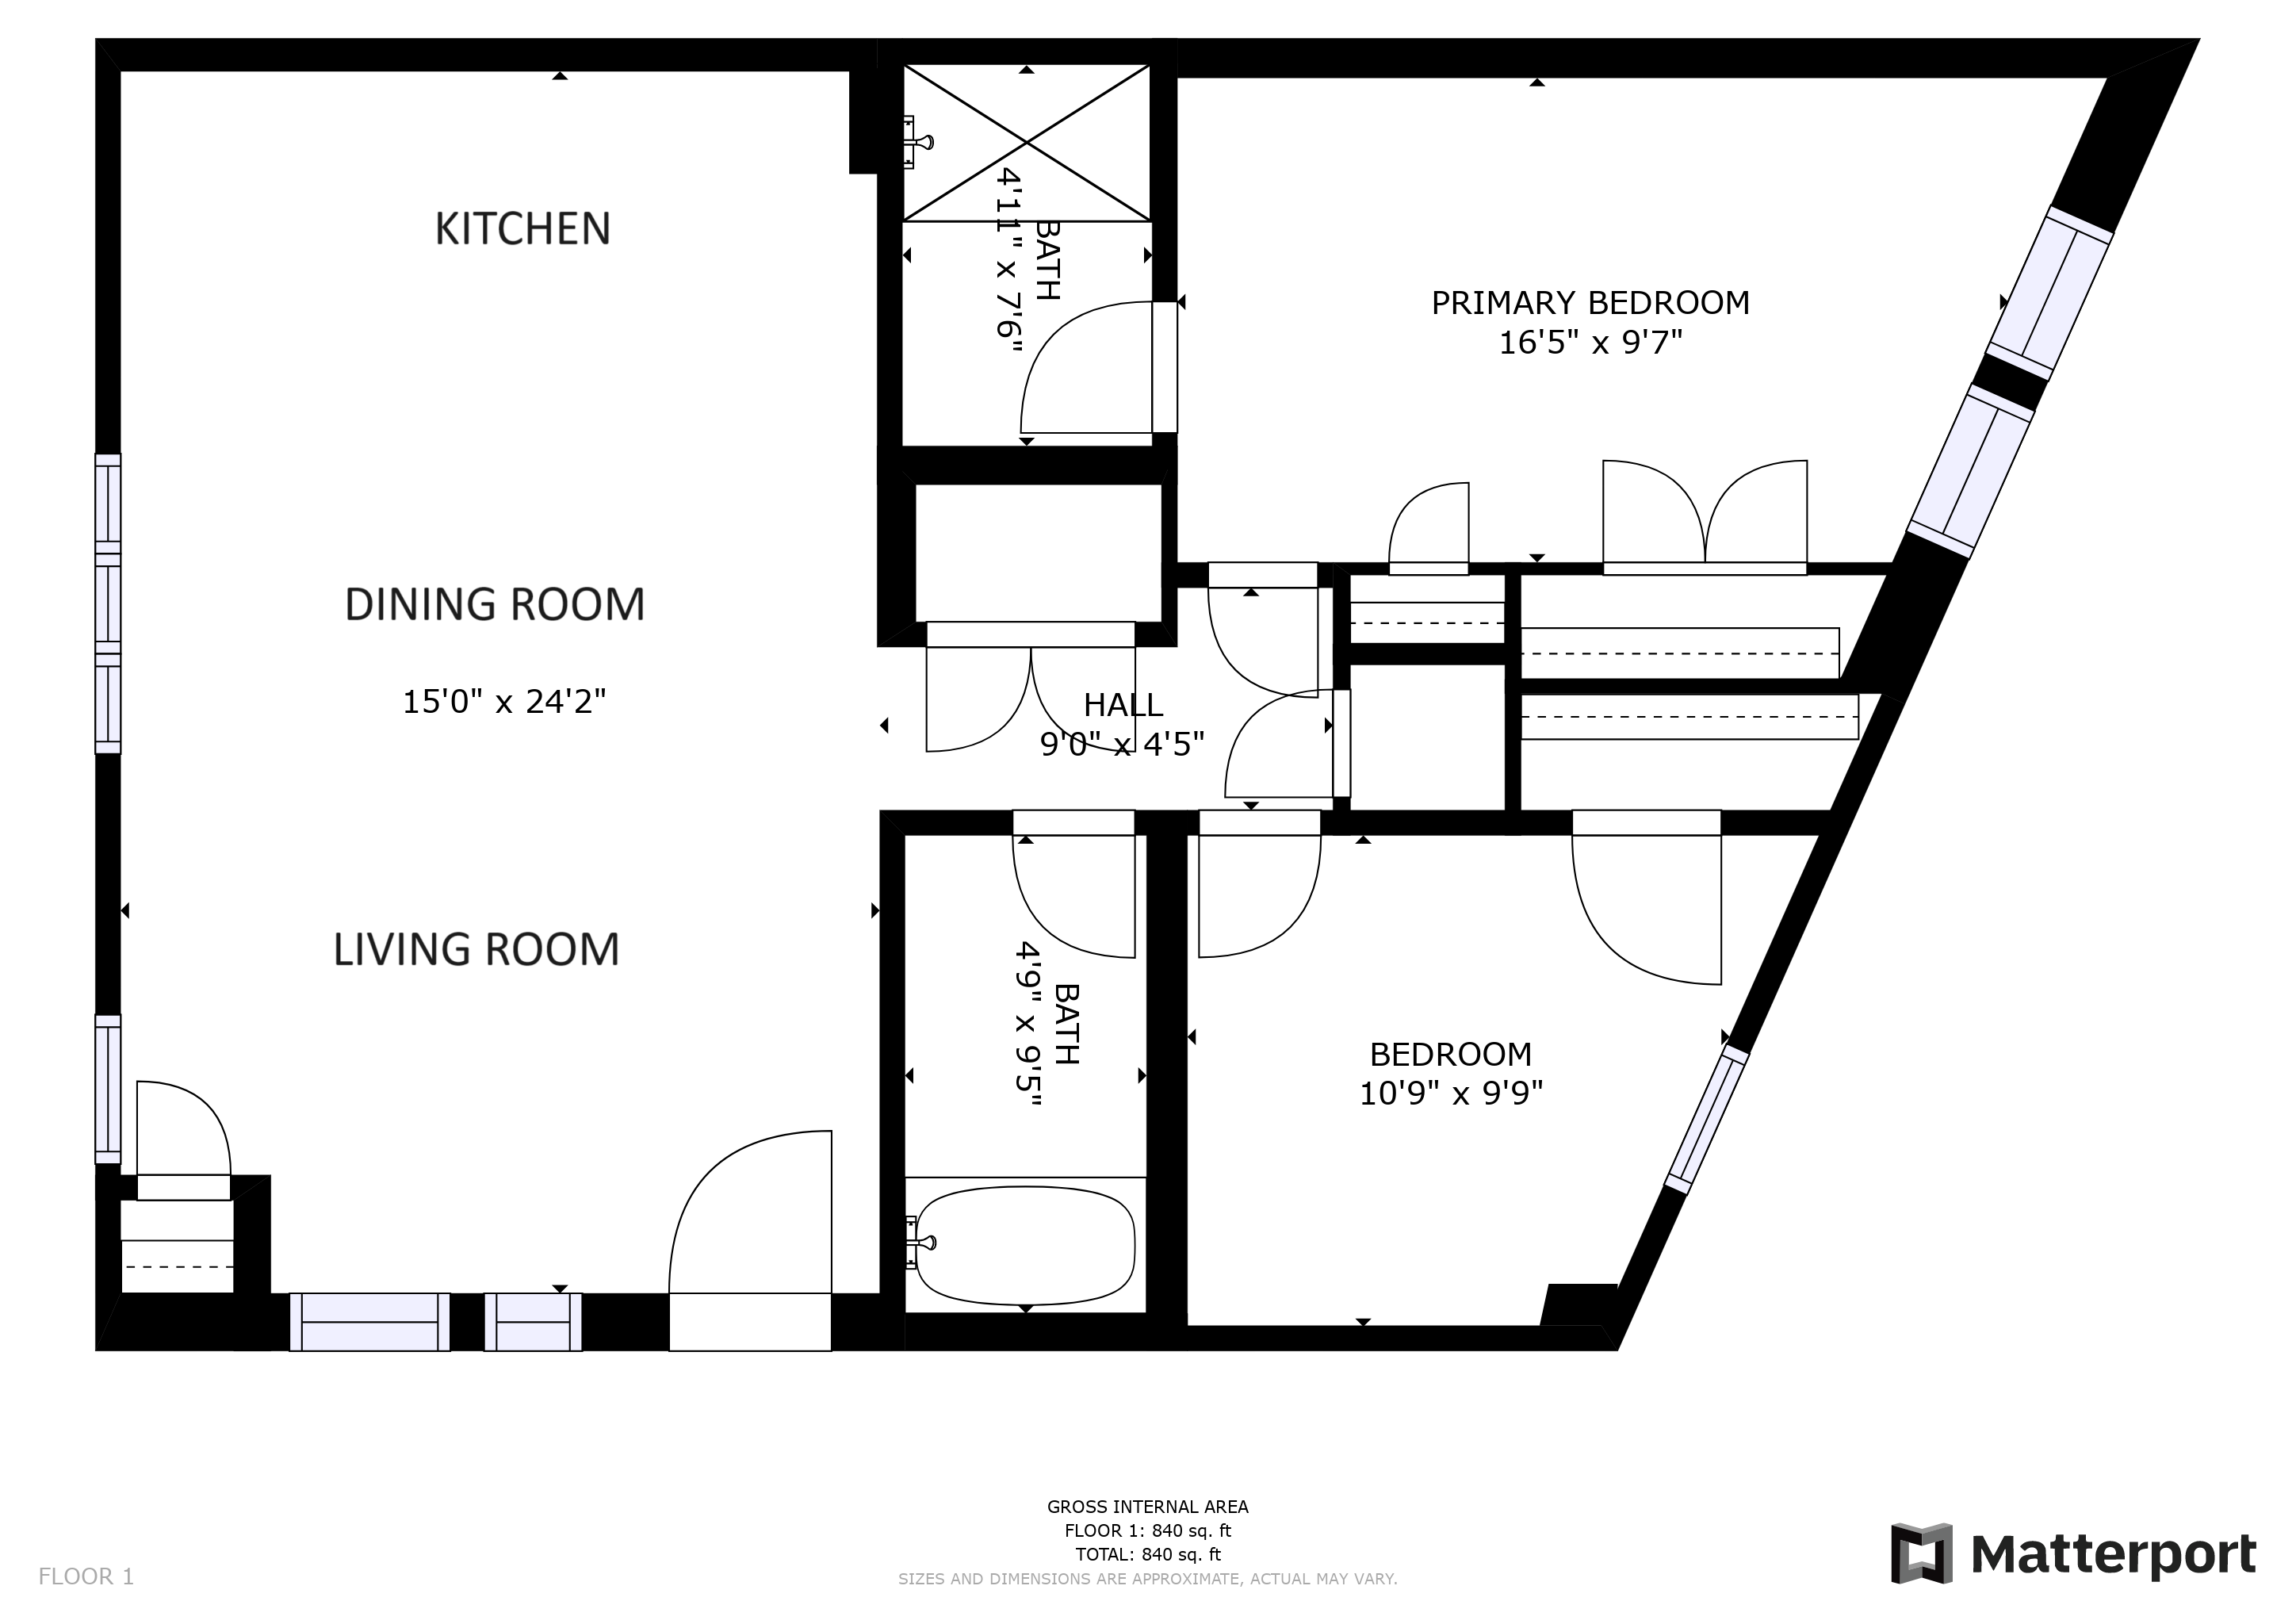 KITCHEN
BATH
4'11" x 7'6"
PRIMARY BEDROOM
16'5" x 9'7"
DINING ROOM
15'0" x 24'2"
HALL
9'0" x 4'5"
LIVING ROOM
BATH
4'9" x 9'5"
BEDROOM
10'9" x 9'9"
GROSS INTERNAL AREA
FLOOR 1: 840 sq. ft
TOTAL: 840 sq. ft
SIZES AND DIMENSIONS ARE APPROXIMATE, ACTUAL MAY VARY.
FLOOR 1
Matterport